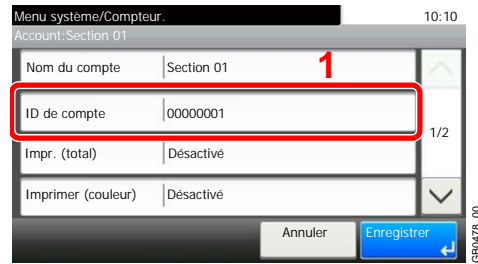 Menu système/Compteur.
10:10
Account:Section 01
Nom du compte Section 01
1
ID de compte 00000001
1/2
Impr. (total) Désactivé
Imprimer (couleur) Désactivé
Annuler
Enregistrer
GB0478_00